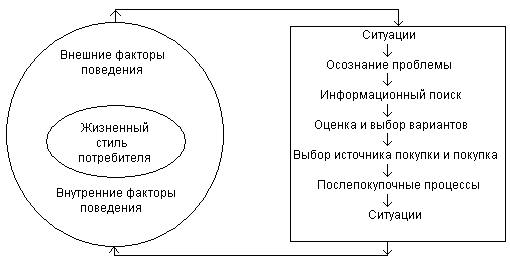 Внешние факторы
поведения
Жизненный
стиль
потребителя
Внутренние факторы
поведения
Ситуации
Осознание проблемы
Информационный поиск
Оценка и выбор вариантов
Выбор источника покупки и покупка
Послепокупочные процессы
Ситуации